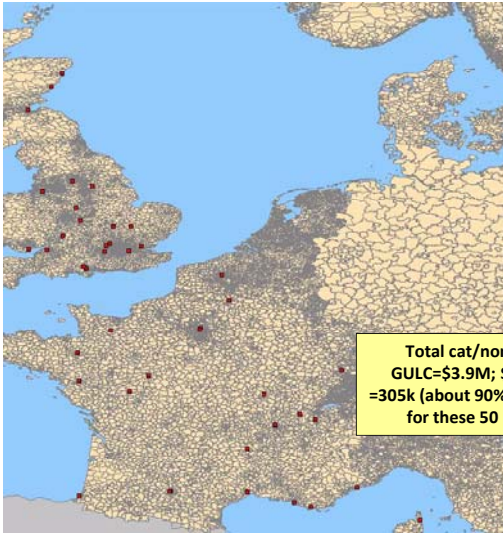 Total cat/nor
GULC=$3.9M; S
=305k (about 90%
for these 50